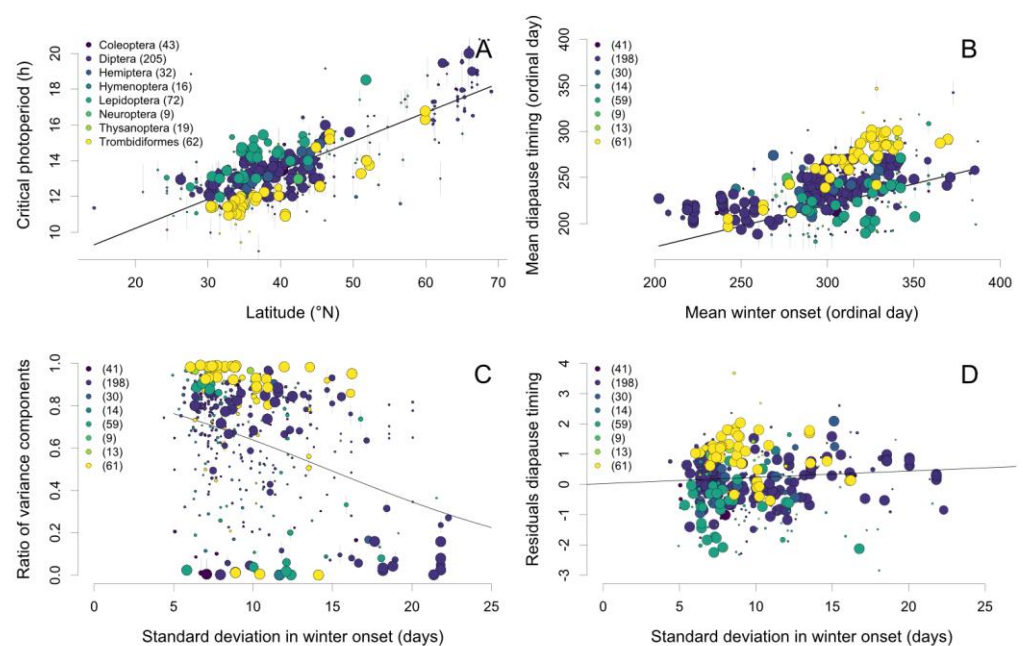 A
Critical photoperiod (h)
20
18
16
14
12
10
Coleoptera (43)
Diptera (205)
Hemiptera (32)
Hymenoptera (16)
Lepidoptera (72)
Neuroptera (9)
Thysanoptera (19)
Trombidiformes (62)
20 30 40 50 60 70
Latitude (°N)
B
Mean diapause timing (ordinal day)
400
350
300
250
200
(41)
(198)
(30)
(14)
(59)
(9)
(13)
(61)
200 250 300 350 400
Mean winter onset (ordinal day)
C
Ratio of variance components
1.0
0.8
0.6
0.4
0.2
0.0
(41)
(198)
(30)
(14)
(59)
(9)
(13)
(61)
0 5 10 15 20 25
Standard deviation in winter onset (days)
D
Residuals diapause timing
4
3
2
1
0
-1
-2
-3
(41)
(198)
(30)
(14)
(59)
(9)
(13)
(61)
0 5 10 15 20 25
Standard deviation in winter onset (days)